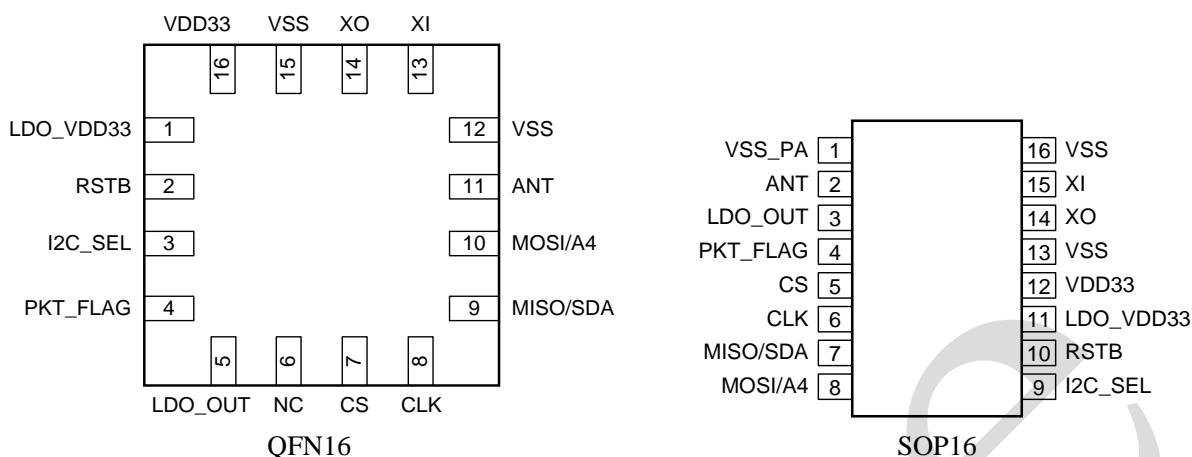 VDD33 VSS XO XI
16 15 14 13
LDO_VDD33 1
RSTB 2
I2C_SEL 3
PKT_FLAG 4
12 VSS
11 ANT
10 MOSI/A4
9 MISO/SDA
5 6 7 8
LDO_OUT NC CS CLK
QFN16
VSS_PA 1
ANT 2
LDO_OUT 3
PKT_FLAG 4
CS 5
CLK 6
MISO/SDA 7
MOSI/A4 8
16 VSS
15 XI
14 XO
13 VSS
12 VDD33
11 LDO_VDD33
10 RSTB
9 I2C_SEL
SOP16